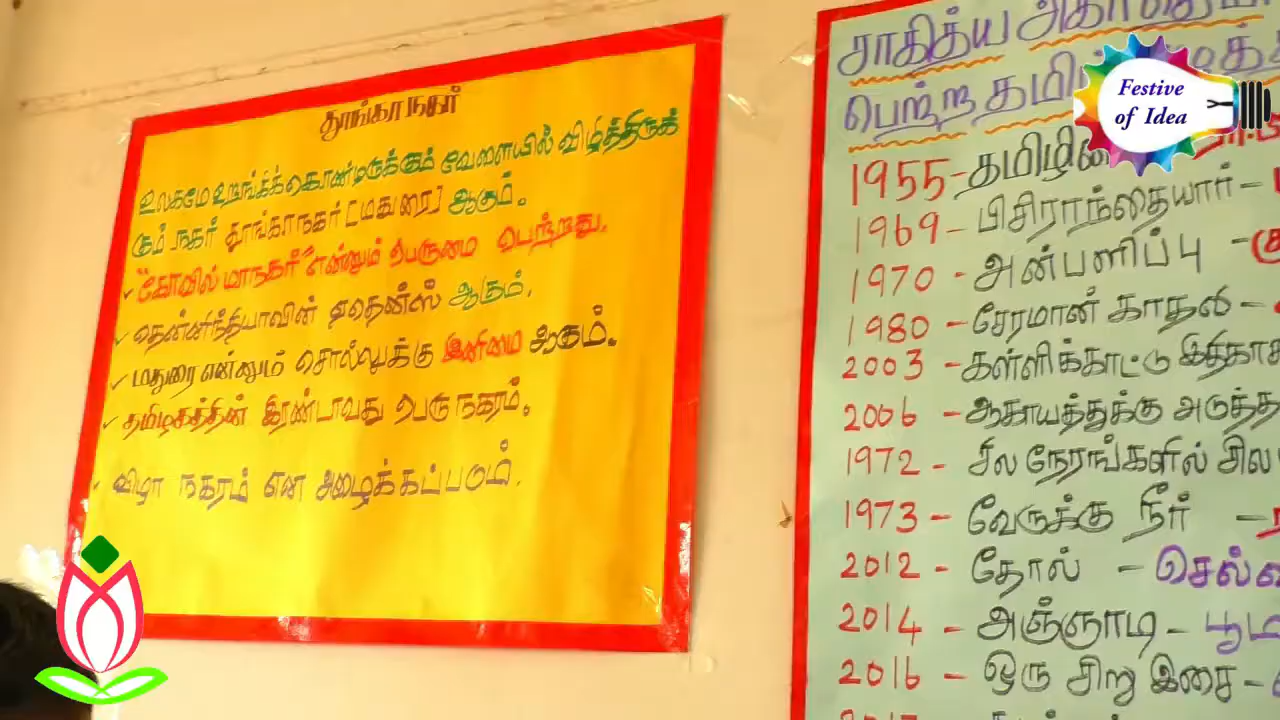 தூங்காநகர்
உலகமே உறங்கிக்கொண்டிருக்கும் வேளையில் விழித்திருக்
கும் நகர் தூங்காநகர் [மதுரை] ஆகும்.
✓ "கோவில் மாநகர்" என்னும் பெருமை பெற்றது.
✓ தென்னிந்தியாவின் ஏதென்ஸ் ஆகும்.
✓ மதுரை என்னும் சொல்லுக்கு இனிமை ஆகும்.
✓ தமிழகத்தின் இரண்டாவது பெருநகரம்.
விழா நகரம் என அழைக்கப்படும்.
சாகித்ய
பெற்ற
Festive
of Idea
1955-
1969 - பிசிராந்தையார் -
1970 - அன்பளிப்பு -
1980 - சேரமான் காதலி -
2003 - கள்ளிக்காட்டு
2006 - ஆகாயத்துக்கு அடுத்த
1972 - சில நேரங்களில் சில
1973 - வேருக்கு நீர் -
2012 - தோல் -
2014 - அஞ்ஞாடி -
2016 - ஒரு சிறு இசை -